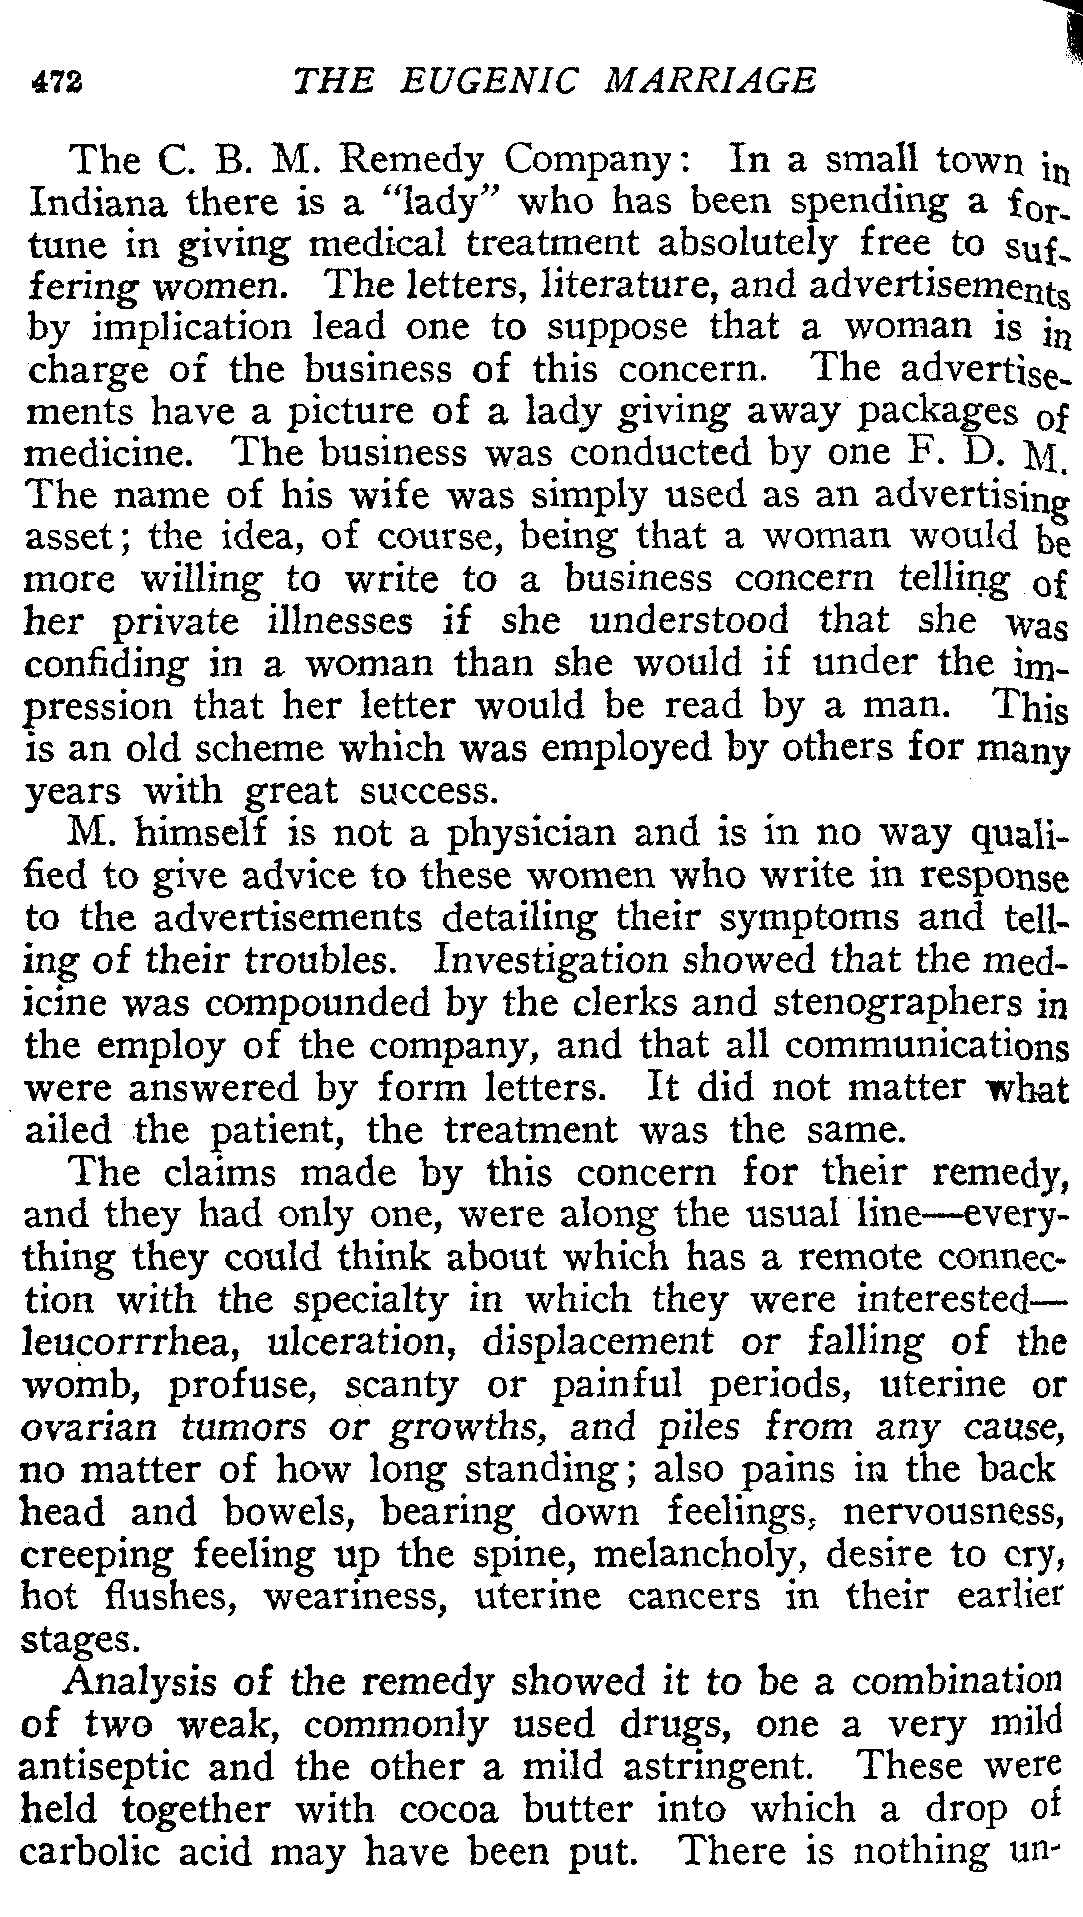 472 THE EUGENIC MARRIAGE
The C. B. M. Remedy Company: In a small town in
Indiana there is a “lady” who has been spending a for-
tune in giving medical treatment absolutely free to suf-
fering women. The letters, literature, and advertisements
by implication lead one to suppose that a woman is in
charge of the business of this concern. The advertise-
ments have a picture of a lady giving away packages of
medicine. The business was conducted by one F. D. M.
The name of his wife was simply used as an advertising
asset; the idea, of course, being that a woman would be
more willing to write to a business concern telling of
her private illnesses if she understood that she was
confiding in a woman than she would if under the im-
pression that her letter would be read by a man. This
is an old scheme which was employed by others for many
years with great success.
M. himself is not a physician and is in no way quali-
fied to give advice to these women who write in response
to the advertisements detailing their symptoms and tell-
ing of their troubles. Investigation showed that the med-
icine was compounded by the clerks and stenographers in
the employ of the company, and that all communications
were answered by form letters. It did not matter what
ailed the patient, the treatment was the same.
The claims made by this concern for their remedy,
and they had only one, were along the usual line—every-
thing they could think about which has a remote connec-
tion with the specialty in which they were interested—
leucorrrhea, ulceration, displacement or falling of the
womb, profuse, scanty or painful periods, uterine or
ovarian tumors or growths, and piles from any cause,
no matter of how long standing; also pains in the back
head and bowels, bearing down feelings, nervousness,
creeping feeling up the spine, melancholy, desire to cry,
hot flushes, weariness, uterine cancers in their earlier
stages.
Analysis of the remedy showed it to be a combination
of two weak, commonly used drugs, one a very mild
antiseptic and the other a mild astringent. These were
held together with cocoa butter into which a drop of
carbolic acid may have been put. There is nothing un-